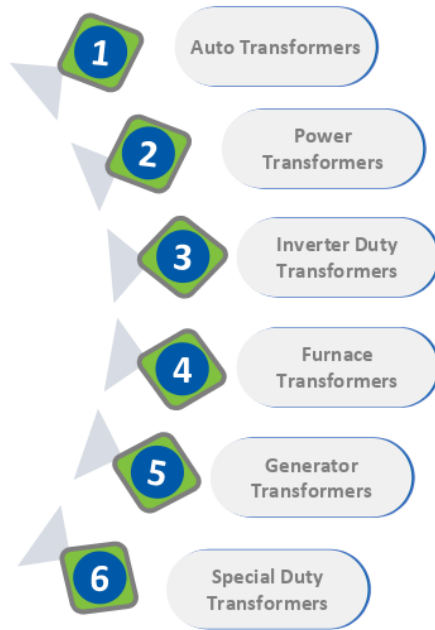 1
Auto Transformers
2
Power
Transformers
3
Inverter Duty
Transformers
4
Furnace
Transformers
5
Generator
Transformers
6
Special Duty
Transformers